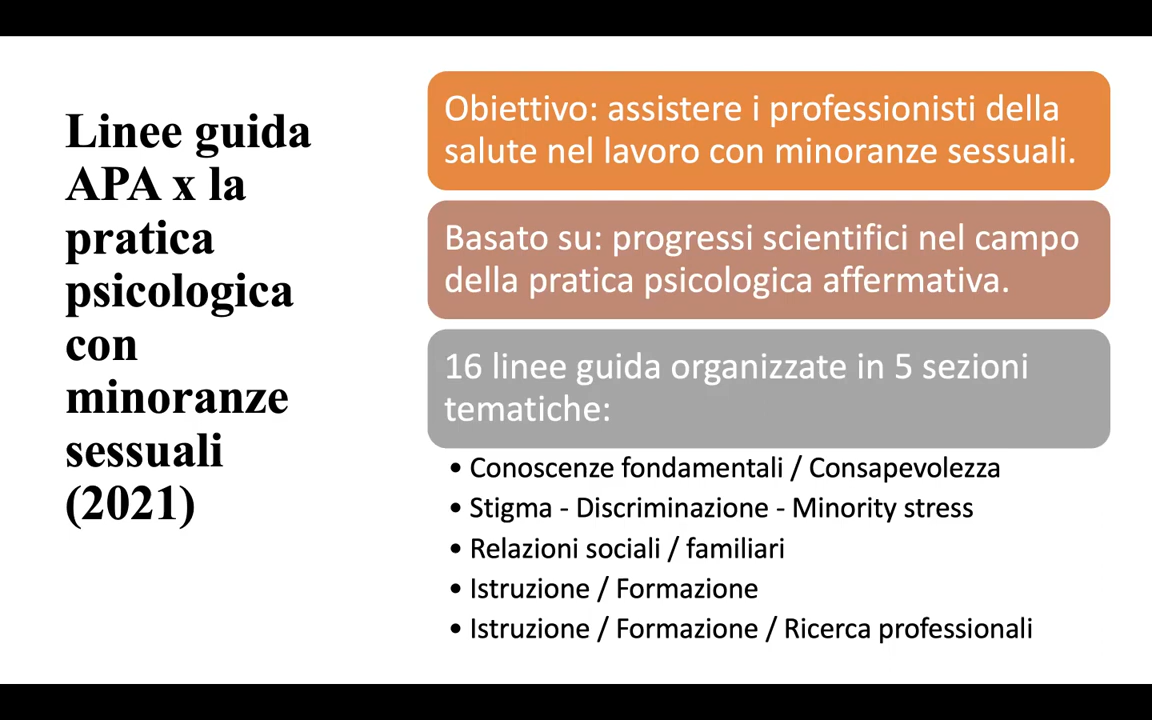 Linee guida
APA x la
pratica
psicologica
con
minoranze
sessuali
(2021)
Obiettivo: assistere i professionisti della
salute nel lavoro con minoranze sessuali.
Basato su: progressi scientifici nel campo
della pratica psicologica affermativa.
16 linee guida organizzate in 5 sezioni
tematiche:
• Conoscenze fondamentali / Consapevolezza
• Stigma - Discriminazione - Minority stress
• Relazioni sociali / familiari
• Istruzione / Formazione
• Istruzione / Formazione / Ricerca professionali